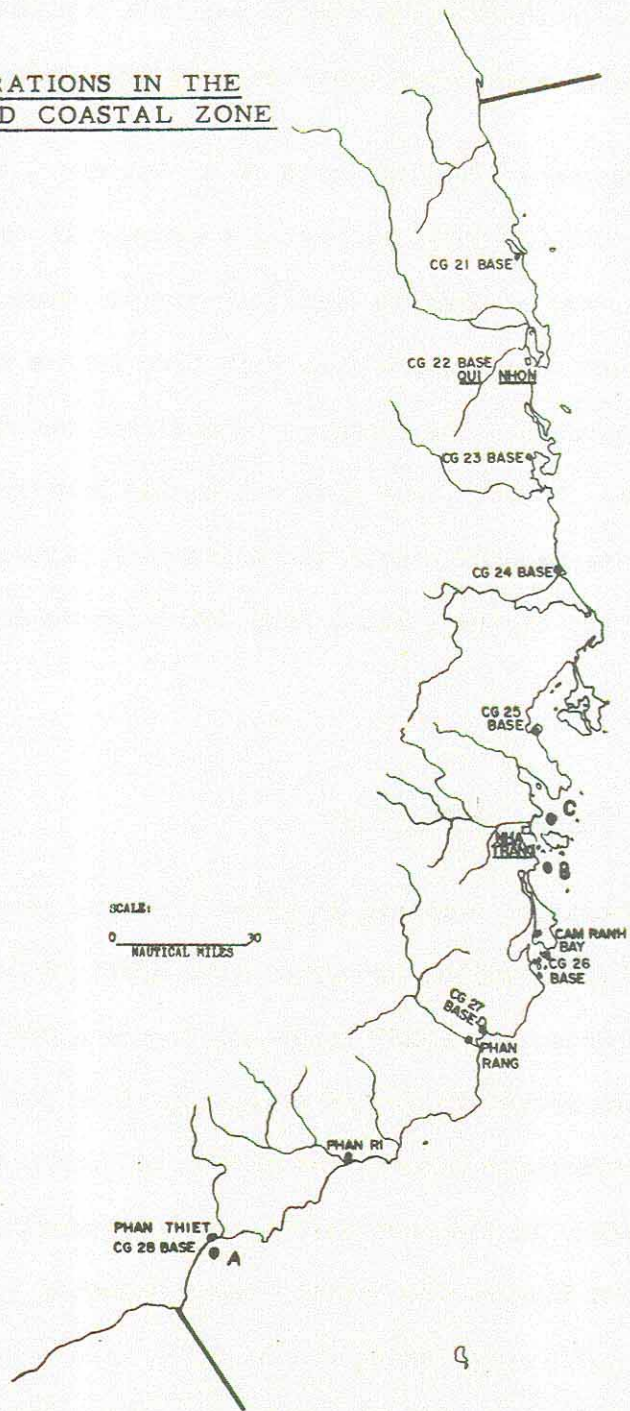 RATIONS IN THE
D COASTAL ZONE
CG 21 BASE
CG 22 BASE
QUI NHON
CG 23 BASE
CG 24 BASE
CG 25
BASE
C
NHA
TRANG
B
SCALE:
0 30
NAUTICAL MILES
CAM RANH
BAY
CG 26
BASE
CG 27
BASE
PHAN
RANG
PHAN RI
PHAN THIET
CG 28 BASE
A